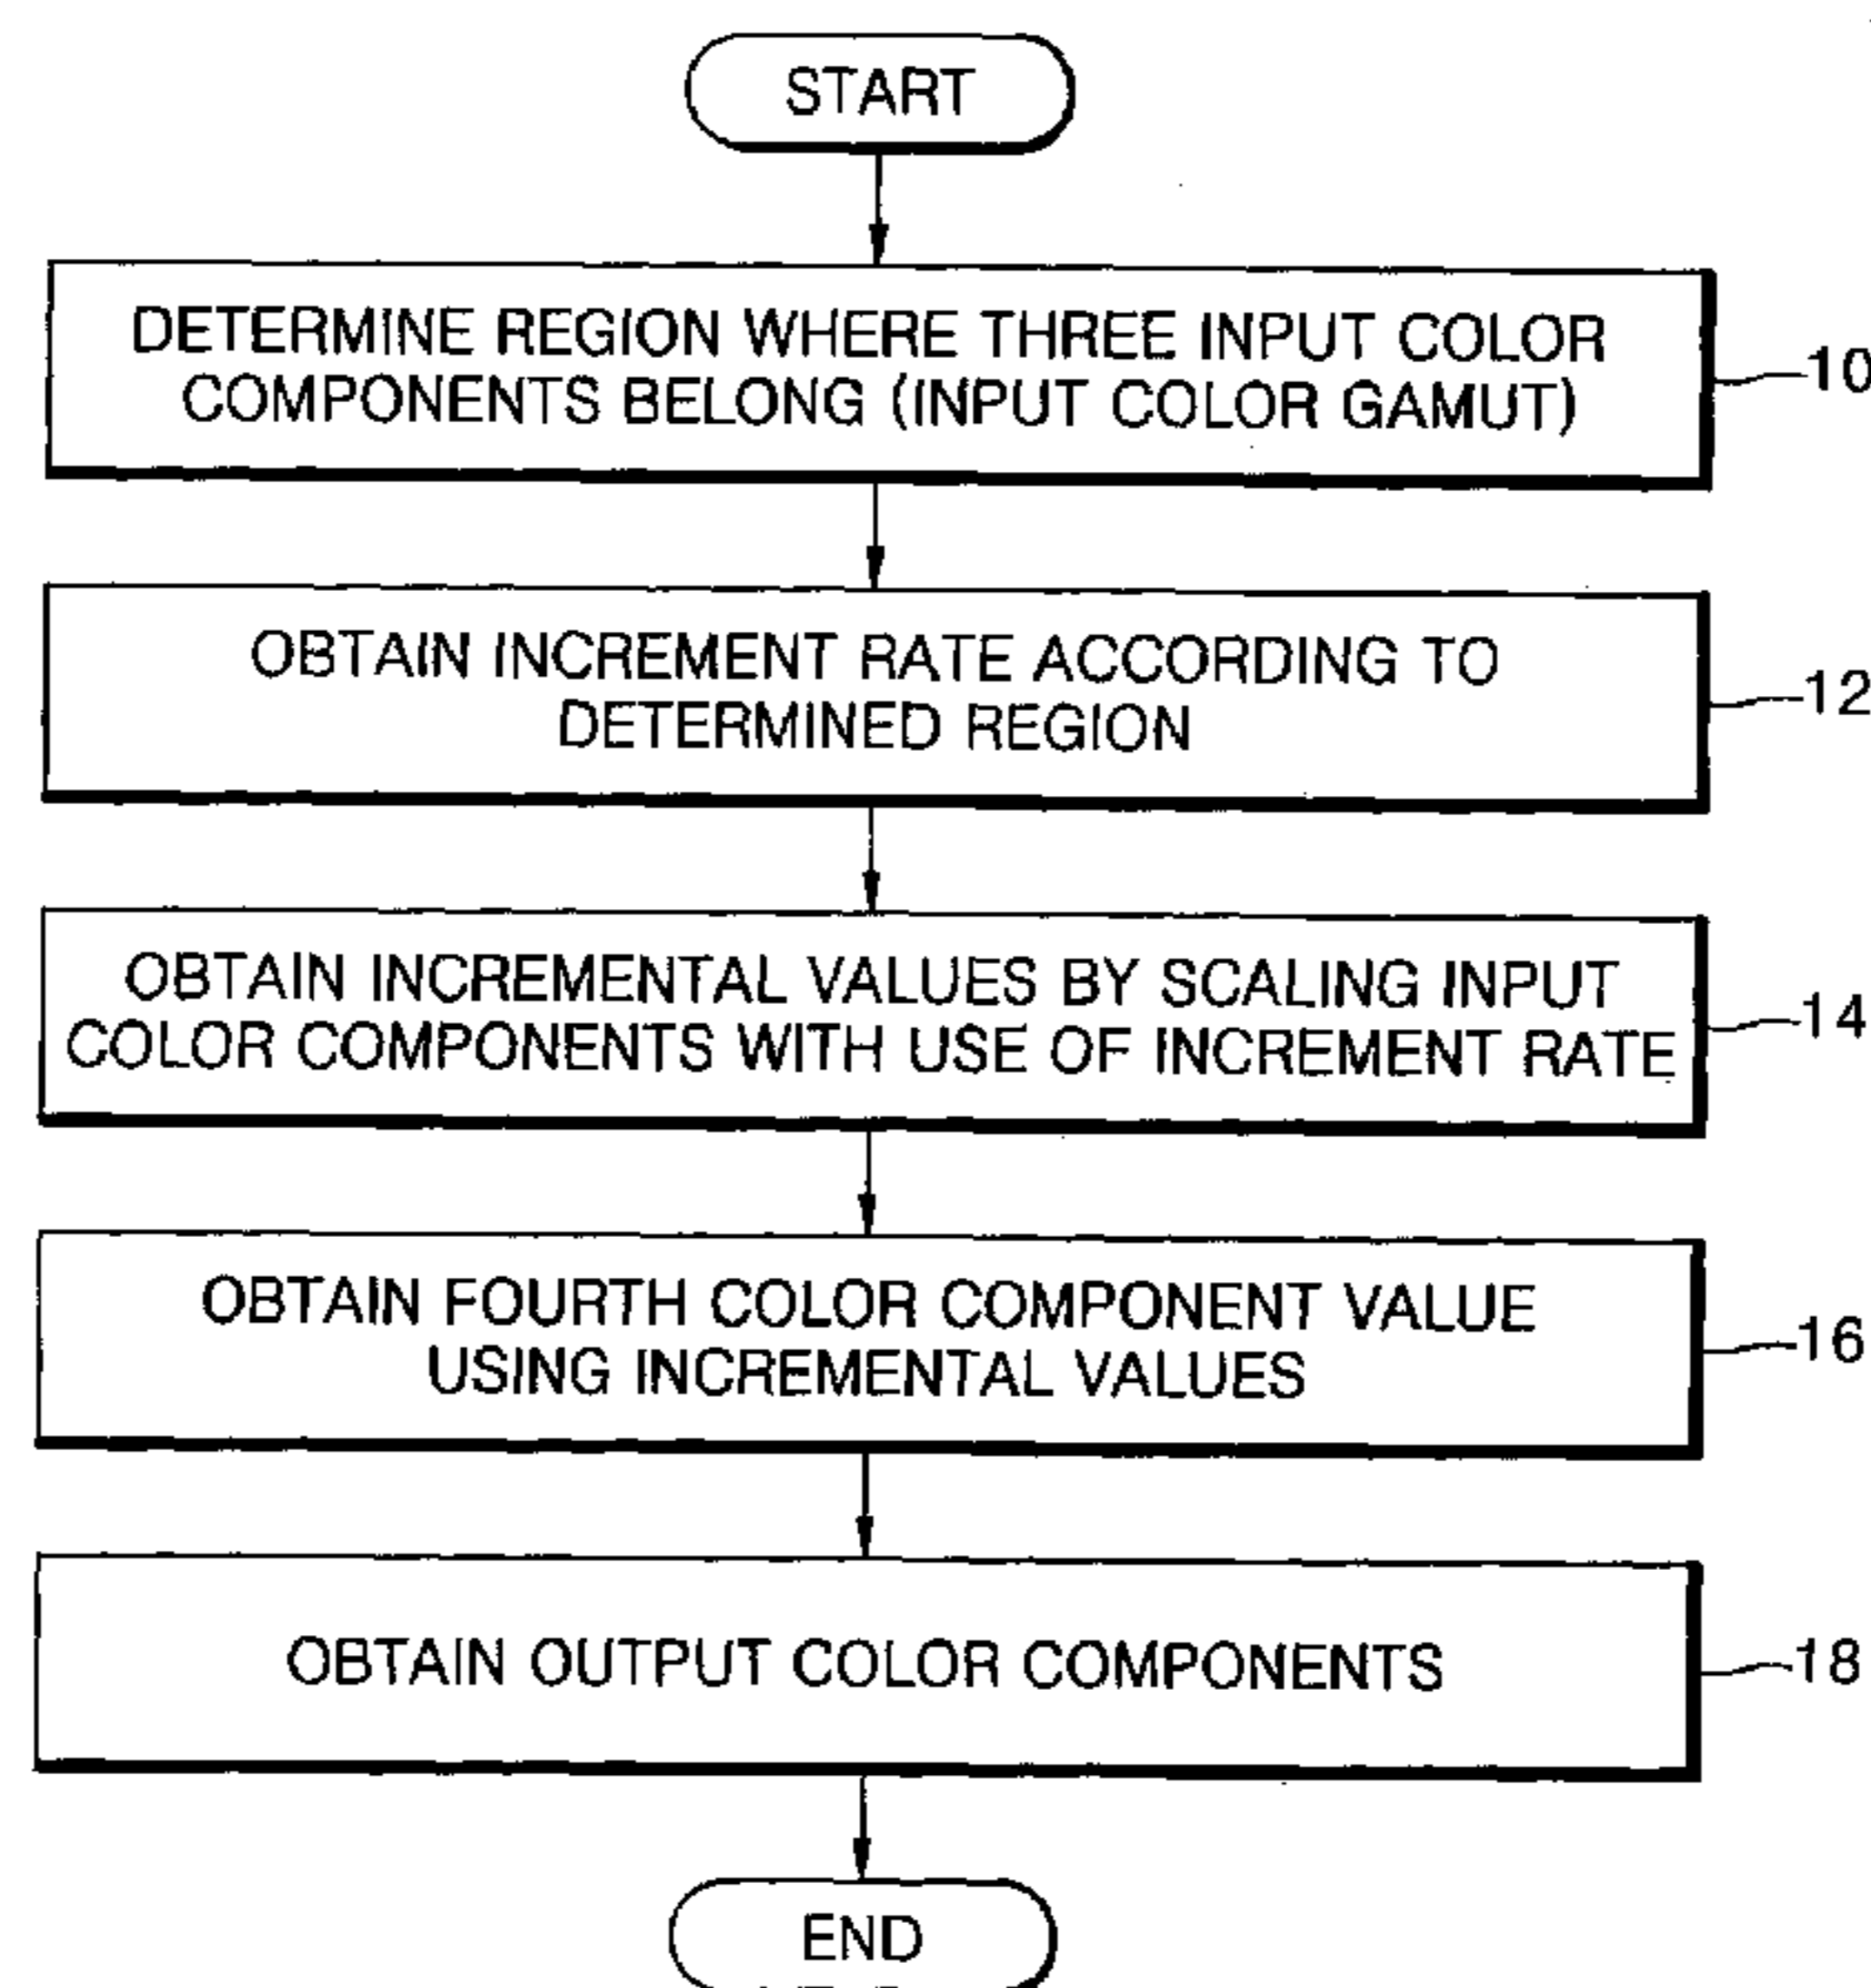 START
DETERMINE REGION WHERE THREE INPUT COLOR
COMPONENTS BELONG (INPUT COLOR GAMUT)
10
OBTAIN INCREMENT RATE ACCORDING TO
DETERMINED REGION
12
OBTAIN INCREMENTAL VALUES BY SCALING INPUT
COLOR COMPONENTS WITH USE OF INCREMENT RATE
14
OBTAIN FOURTH COLOR COMPONENT VALUE
USING INCREMENTAL VALUES
16
OBTAIN OUTPUT COLOR COMPONENTS
18
END